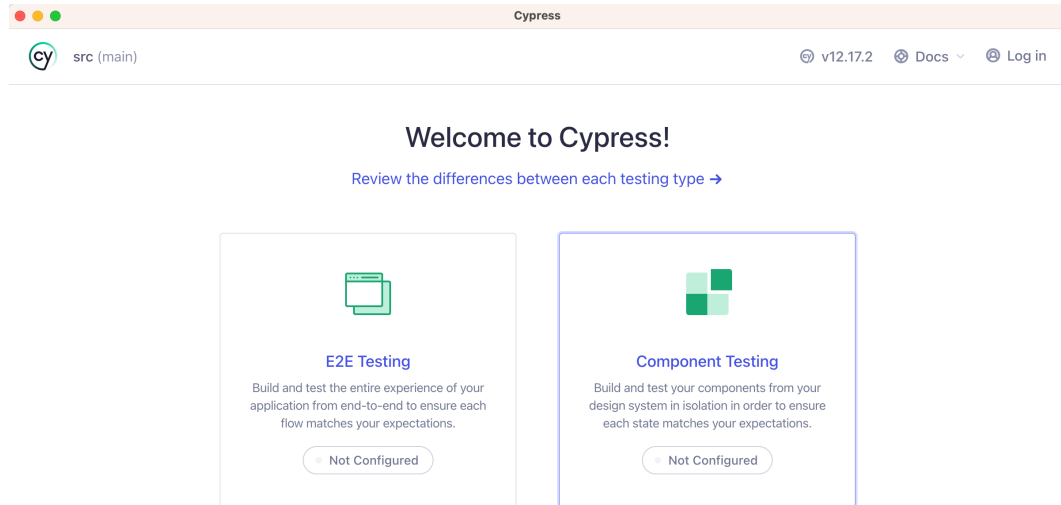 Cypress
cy src (main) v12.17.2 Docs Log in
Welcome to Cypress!
Review the differences between each testing type →
E2E Testing
Build and test the entire experience of your
application from end-to-end to ensure each
flow matches your expectations.
Not Configured
Component Testing
Build and test your components from your
design system in isolation in order to ensure
each state matches your expectations.
Not Configured